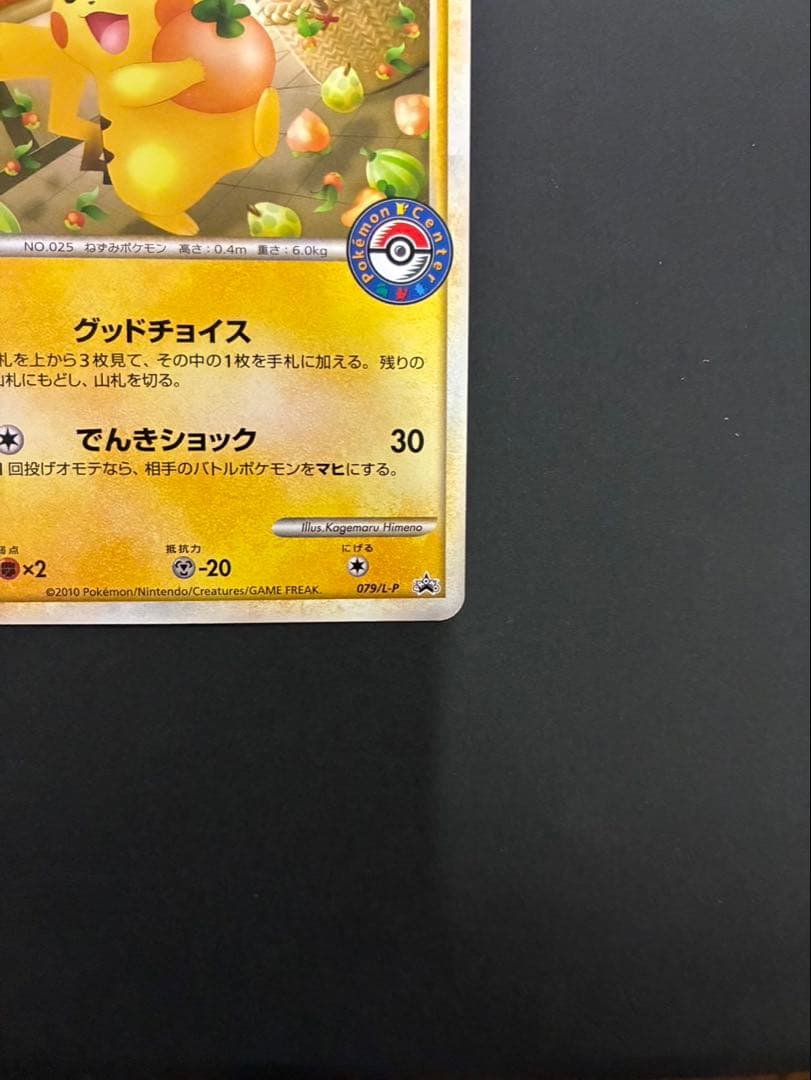 Pokémon Center
NO.025 ねずみポケモン 高さ:0.4m 重さ:6.0kg
グッドチョイス
札を上から3枚見て、その中の1枚を手札に加える。残りの
山札にもどし、山札を切る。
でんきショック 30
1回投げオモテなら、相手のバトルポケモンをマヒにする。
Illus.Kagemaru Himeno
弱点 抵抗力 にげる
×2 -20
©2010 Pokémon/Nintendo/Creatures/GAME FREAK. 079/L-P